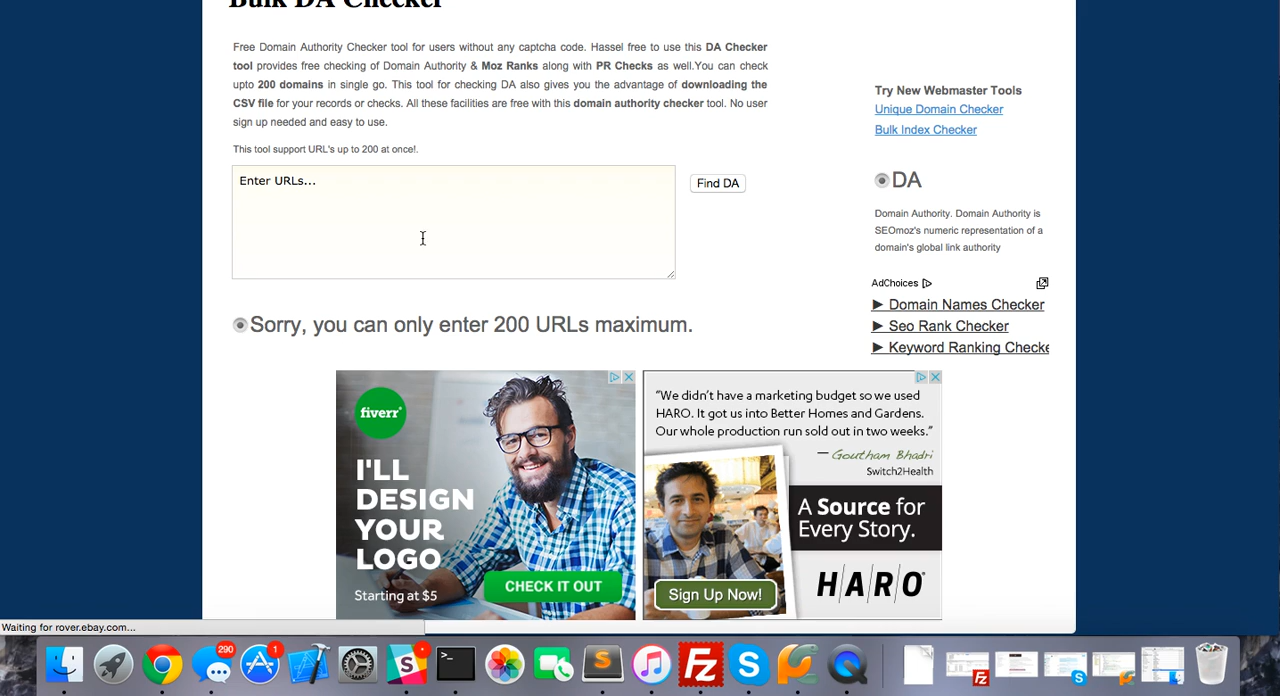 Bulk DA Checker
Free Domain Authority Checker tool for users without any captcha code. Hassel free to use this DA Checker
tool provides free checking of Domain Authority & Moz Ranks along with PR Checks as well.You can check
upto 200 domains in single go. This tool for checking DA also gives you the advantage of downloading the
CSV file for your records or checks. All these facilities are free with this domain authority checker tool. No user
sign up needed and easy to use.
This tool support URL's up to 200 at once!.
Enter URLs...
Find DA
Sorry, you can only enter 200 URLs maximum.
Try New Webmaster Tools
Unique Domain Checker
Bulk Index Checker
DA
Domain Authority. Domain Authority is
SEOmoz's numeric representation of a
domain's global link authority
AdChoices
► Domain Names Checker
► Seo Rank Checker
► Keyword Ranking Checke
fiverr
I'LL
DESIGN
YOUR
LOGO
Starting at $5
CHECK IT OUT
“We didn't have a marketing budget so we used
HARO. It got us into Better Homes and Gardens.
Our whole production run sold out in two weeks.”
— Goutham Bhadri
Switch2Health
A Source for
Every Story.
Sign Up Now!
H/A/R/O
Waiting for rover.ebay.com...
290
1
S
>_
S
Fz
S
Fz
S